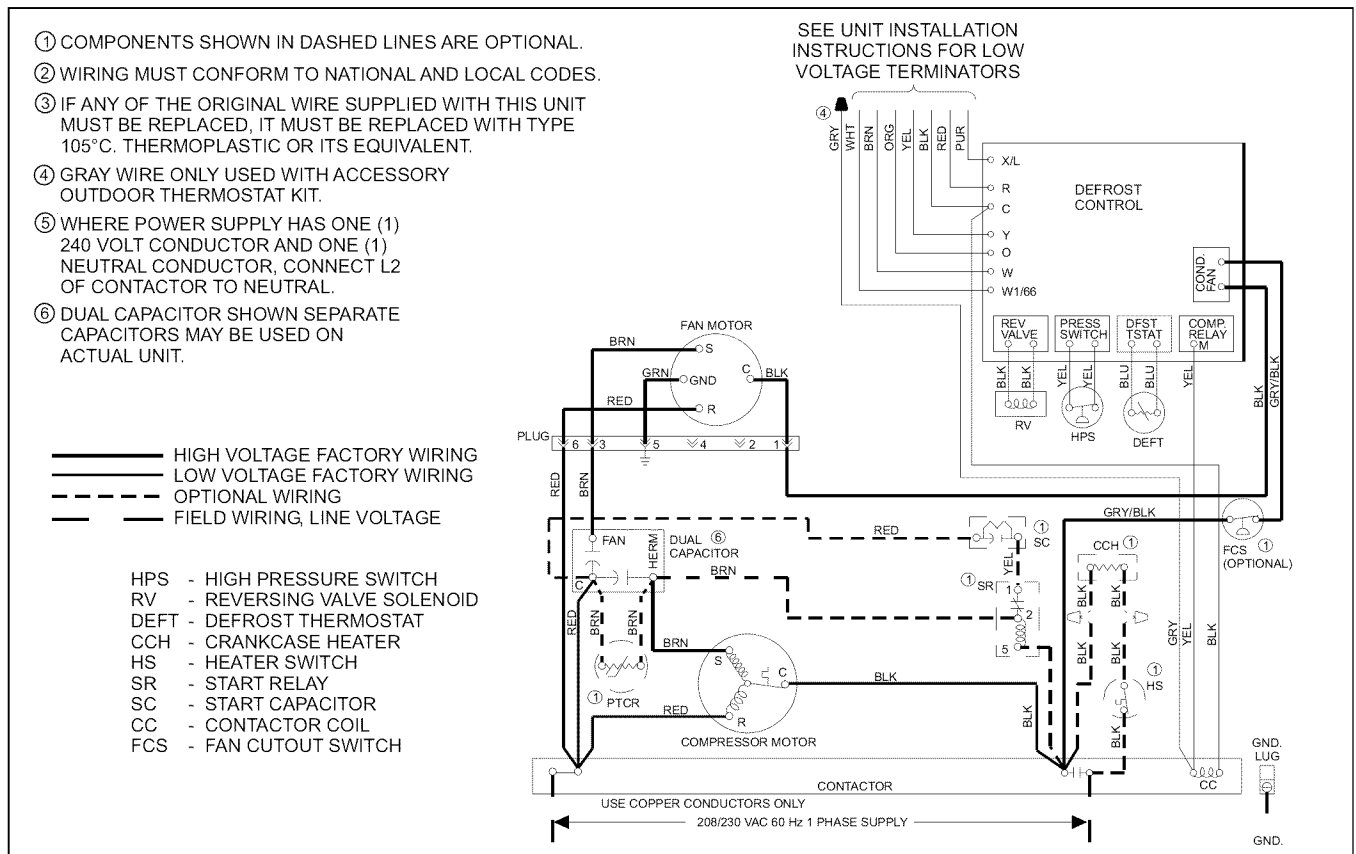 ① COMPONENTS SHOWN IN DASHED LINES ARE OPTIONAL.
② WIRING MUST CONFORM TO NATIONAL AND LOCAL CODES.
③ IF ANY OF THE ORIGINAL WIRE SUPPLIED WITH THIS UNIT
MUST BE REPLACED, IT MUST BE REPLACED WITH TYPE
105°C. THERMOPLASTIC OR ITS EQUIVALENT.
④ GRAY WIRE ONLY USED WITH ACCESSORY
OUTDOOR THERMOSTAT KIT.
⑤ WHERE POWER SUPPLY HAS ONE (1)
240 VOLT CONDUCTOR AND ONE (1)
NEUTRAL CONDUCTOR, CONNECT L2
OF CONTACTOR TO NEUTRAL.
⑥ DUAL CAPACITOR SHOWN SEPARATE
CAPACITORS MAY BE USED ON
ACTUAL UNIT.
HIGH VOLTAGE FACTORY WIRING
LOW VOLTAGE FACTORY WIRING
OPTIONAL WIRING
FIELD WIRING, LINE VOLTAGE
HPS - HIGH PRESSURE SWITCH
RV - REVERSING VALVE SOLENOID
DEFT - DEFROST THERMOSTAT
CCH - CRANKCASE HEATER
HS - HEATER SWITCH
SR - START RELAY
SC - START CAPACITOR
CC - CONTACTOR COIL
FCS - FAN CUTOUT SWITCH
SEE UNIT INSTALLATION
INSTRUCTIONS FOR LOW
VOLTAGE TERMINATORS
④
GRY
WHT
BRN
ORG
YEL
BLK
RED
PUR
X/L
R
C
Y
O
W
W1/66
DEFROST
CONTROL
COND.
FAN
REV
VALVE
PRESS
SWITCH
DFST
TSTAT
COMP.
RELAY
M
BLK
BLK
YEL
YEL
BLU
BLU
YEL
BLK
GRY/BLK
RV
HPS
DEFT
FAN MOTOR
BRN
S
GRN
GND
C
BLK
RED
R
PLUG
6
3
5
4
2
1
RED
BRN
FAN
HERM
C
DUAL ⑥
CAPACITOR
BRN
RED
① SC
YEL
① SR
1
2
5
GRY/BLK
FCS ①
(OPTIONAL)
CCH ①
BLK
BLK
BLK
BLK
① HS
BLK
GRY
YEL
BLK
RED
BRN
BRN
① PTCR
BRN
S
C
R
BLK
RED
BLK
COMPRESSOR MOTOR
CONTACTOR
CC
GND.
LUG
GND.
USE COPPER CONDUCTORS ONLY
208/230 VAC 60 Hz 1 PHASE SUPPLY